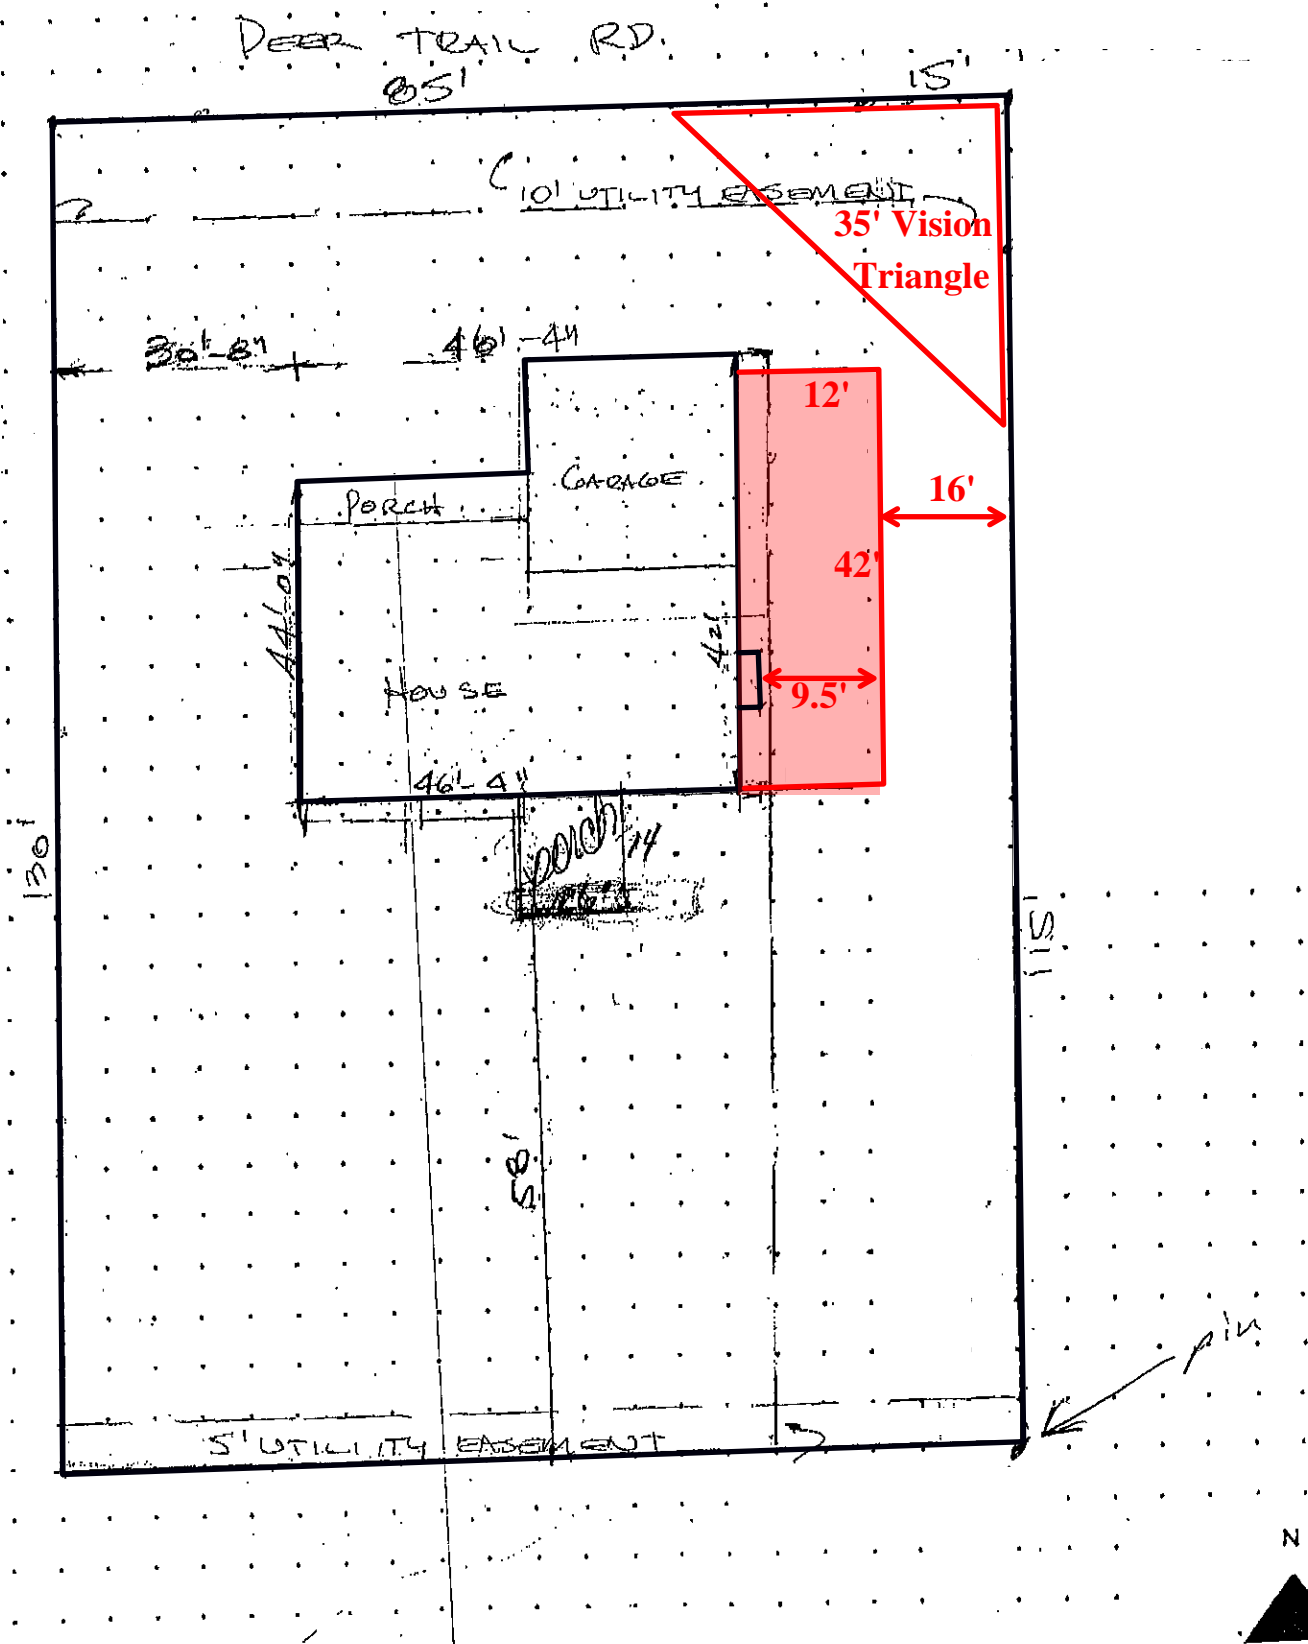 DEER TRAIL RD.
85'
15'
10' UTILITY EASEMENT
35' Vision
Triangle
30'-8"
46'-4"
12'
GARAGE
16'
PORCH
42'
44'-0"
42'
HOUSE
9.5'
46'-4"
porch
14
130'
115'
58'
pin
5' UTILITY EASEMENT
N